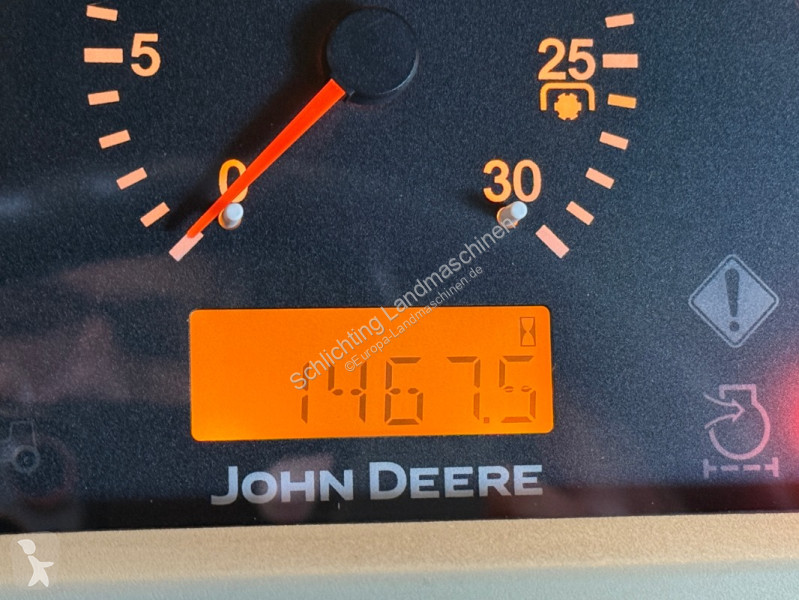 5
25
0
30
Schlichting Landmaschinen
©Europa-Landmaschinen.de
1467.5
JOHN DEERE